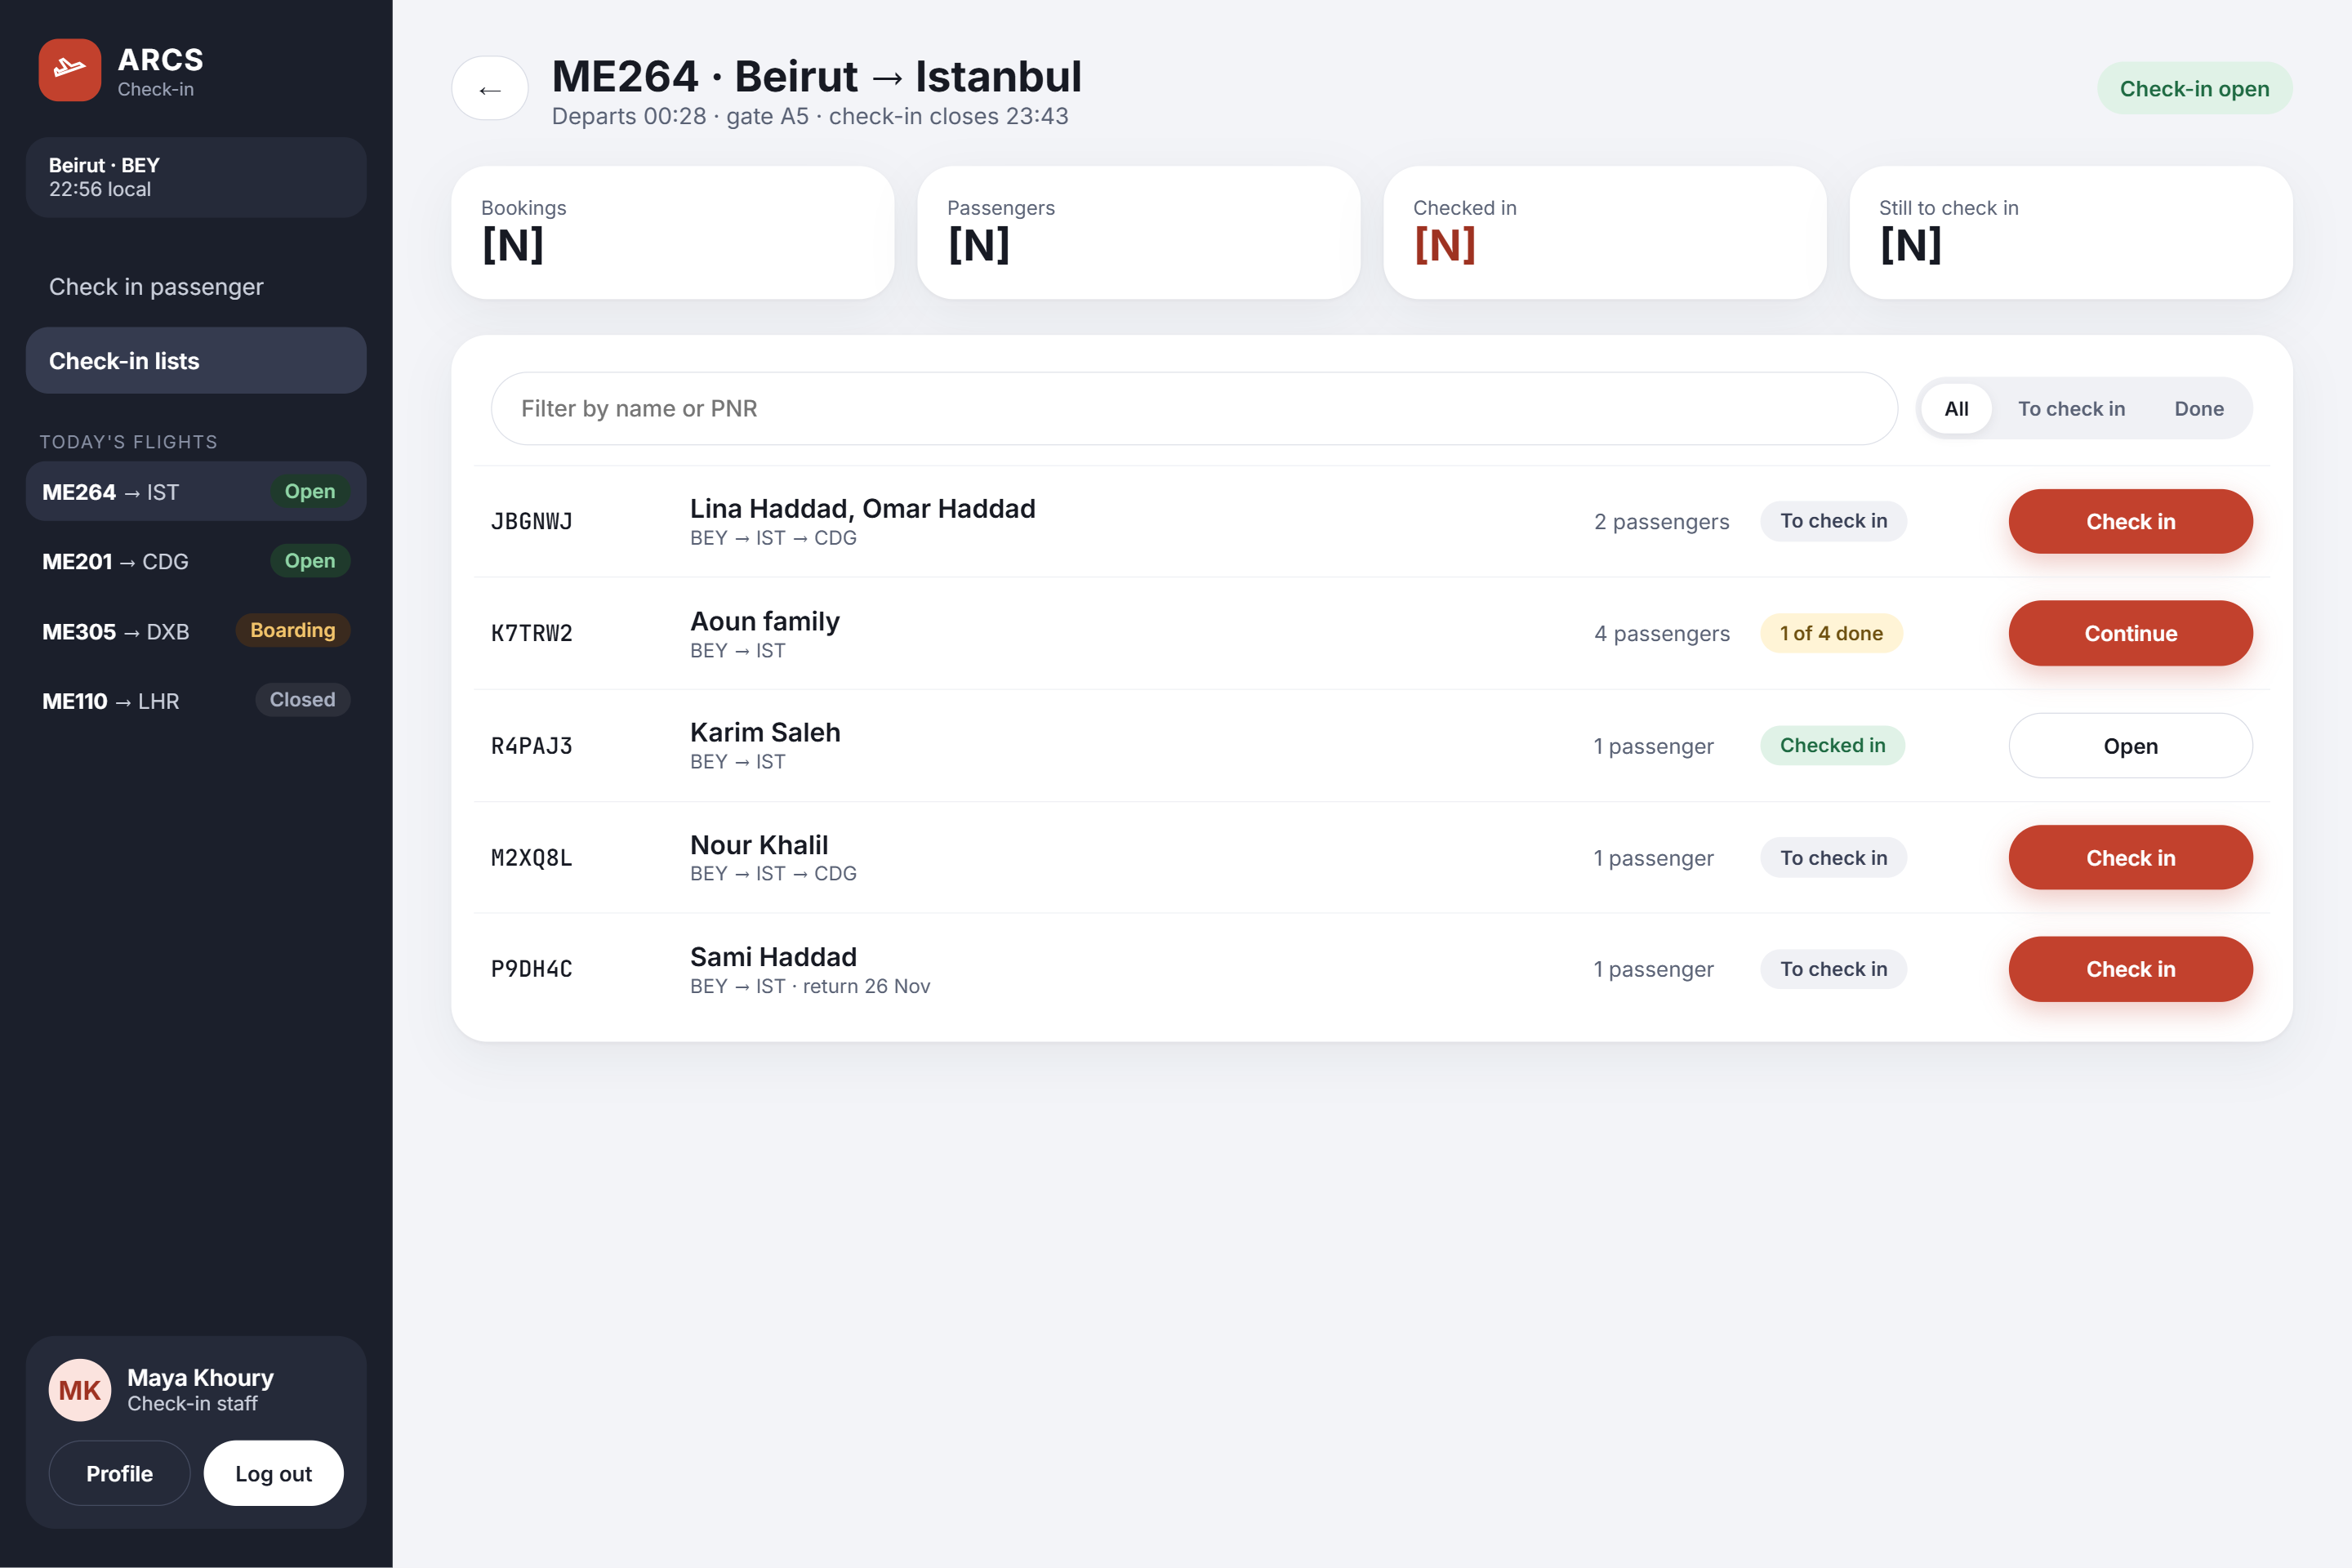 ARCS
Check-in
Beirut · BEY
22:56 local
Check in passenger
Check-in lists
TODAY'S FLIGHTS
ME264 → IST Open
ME201 → CDG Open
ME305 → DXB Boarding
ME110 → LHR Closed
MK
Maya Khoury
Check-in staff
Profile Log out
←
ME264 · Beirut → Istanbul
Departs 00:28 · gate A5 · check-in closes 23:43
Check-in open
Bookings
[N]
Passengers
[N]
Checked in
[N]
Still to check in
[N]
Filter by name or PNR
All To check in Done
JBGNWJ
Lina Haddad, Omar Haddad
BEY → IST → CDG
2 passengers To check in Check in
K7TRW2
Aoun family
BEY → IST
4 passengers 1 of 4 done Continue
R4PAJ3
Karim Saleh
BEY → IST
1 passenger Checked in Open
M2XQ8L
Nour Khalil
BEY → IST → CDG
1 passenger To check in Check in
P9DH4C
Sami Haddad
BEY → IST · return 26 Nov
1 passenger To check in Check in